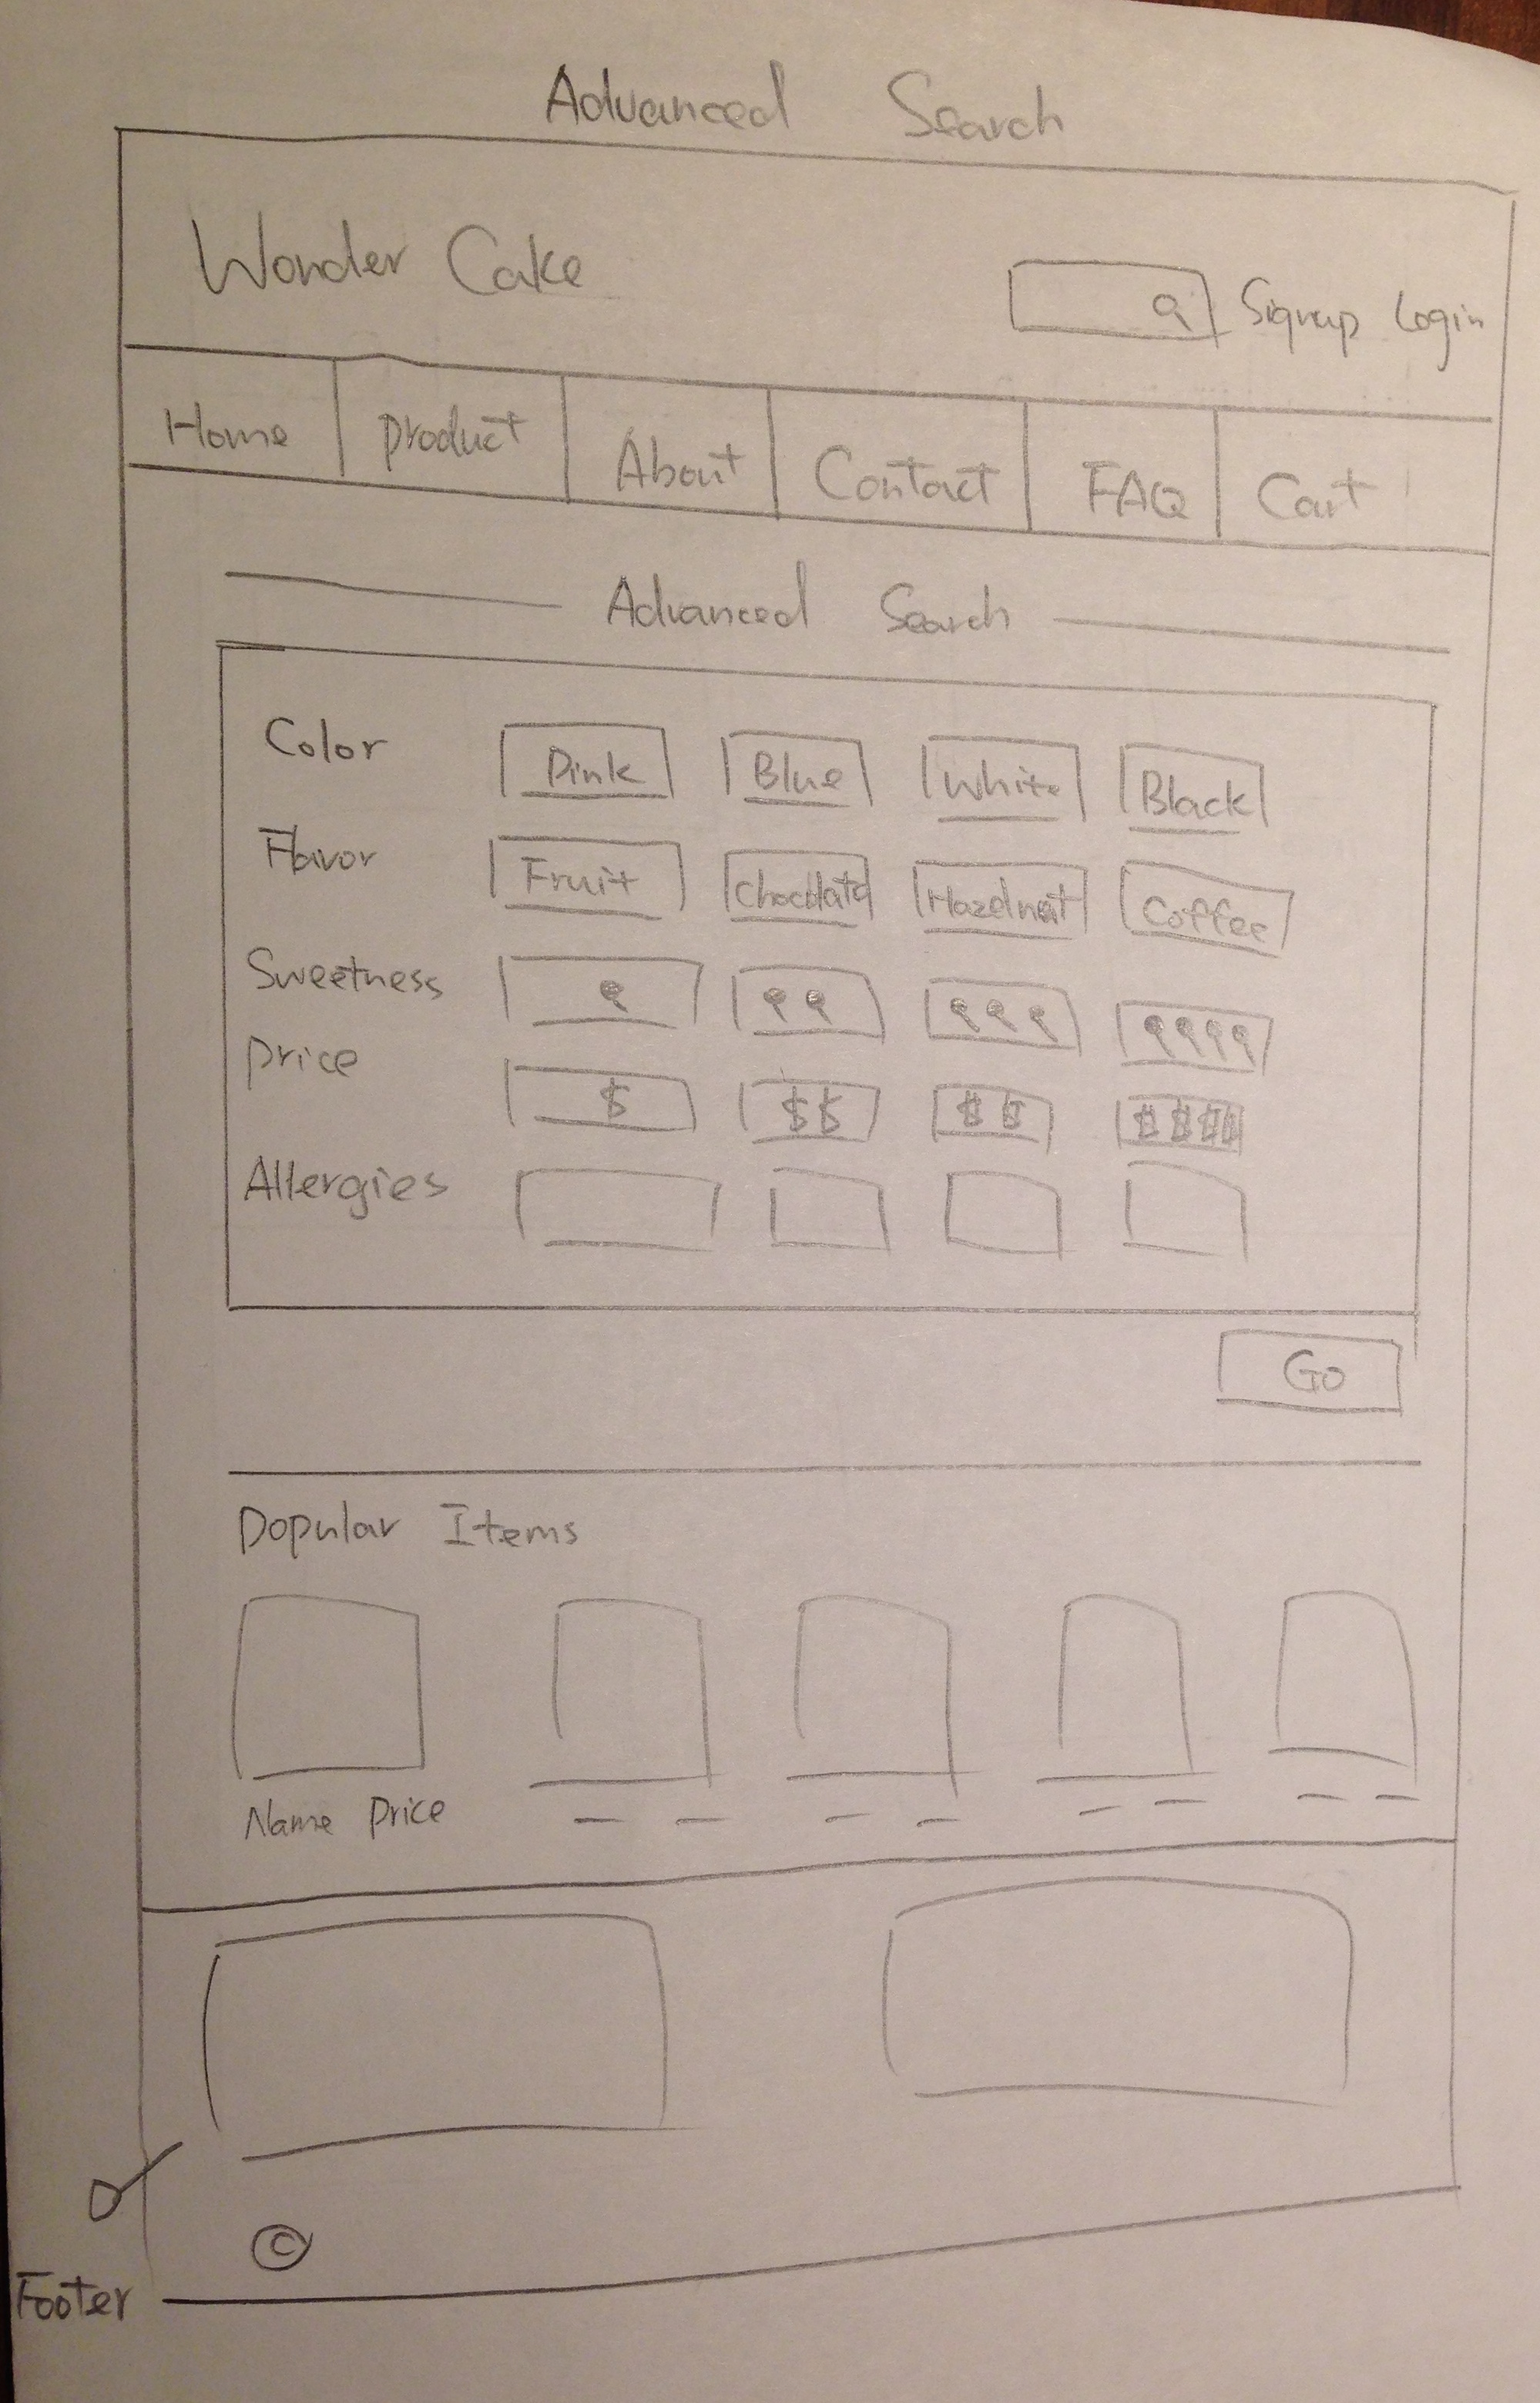 Advanced Search
Wonder Cake
Signup Login
Home Product About Contact FAQ Cart
Advanced Search
Color Pink Blue White Black
Flavor Fruit Chocolate Hazelnut Coffee
Sweetness
Price $ $$ $$ $$$$
Allergies
Go
Popular Items
Name Price
©
Footer